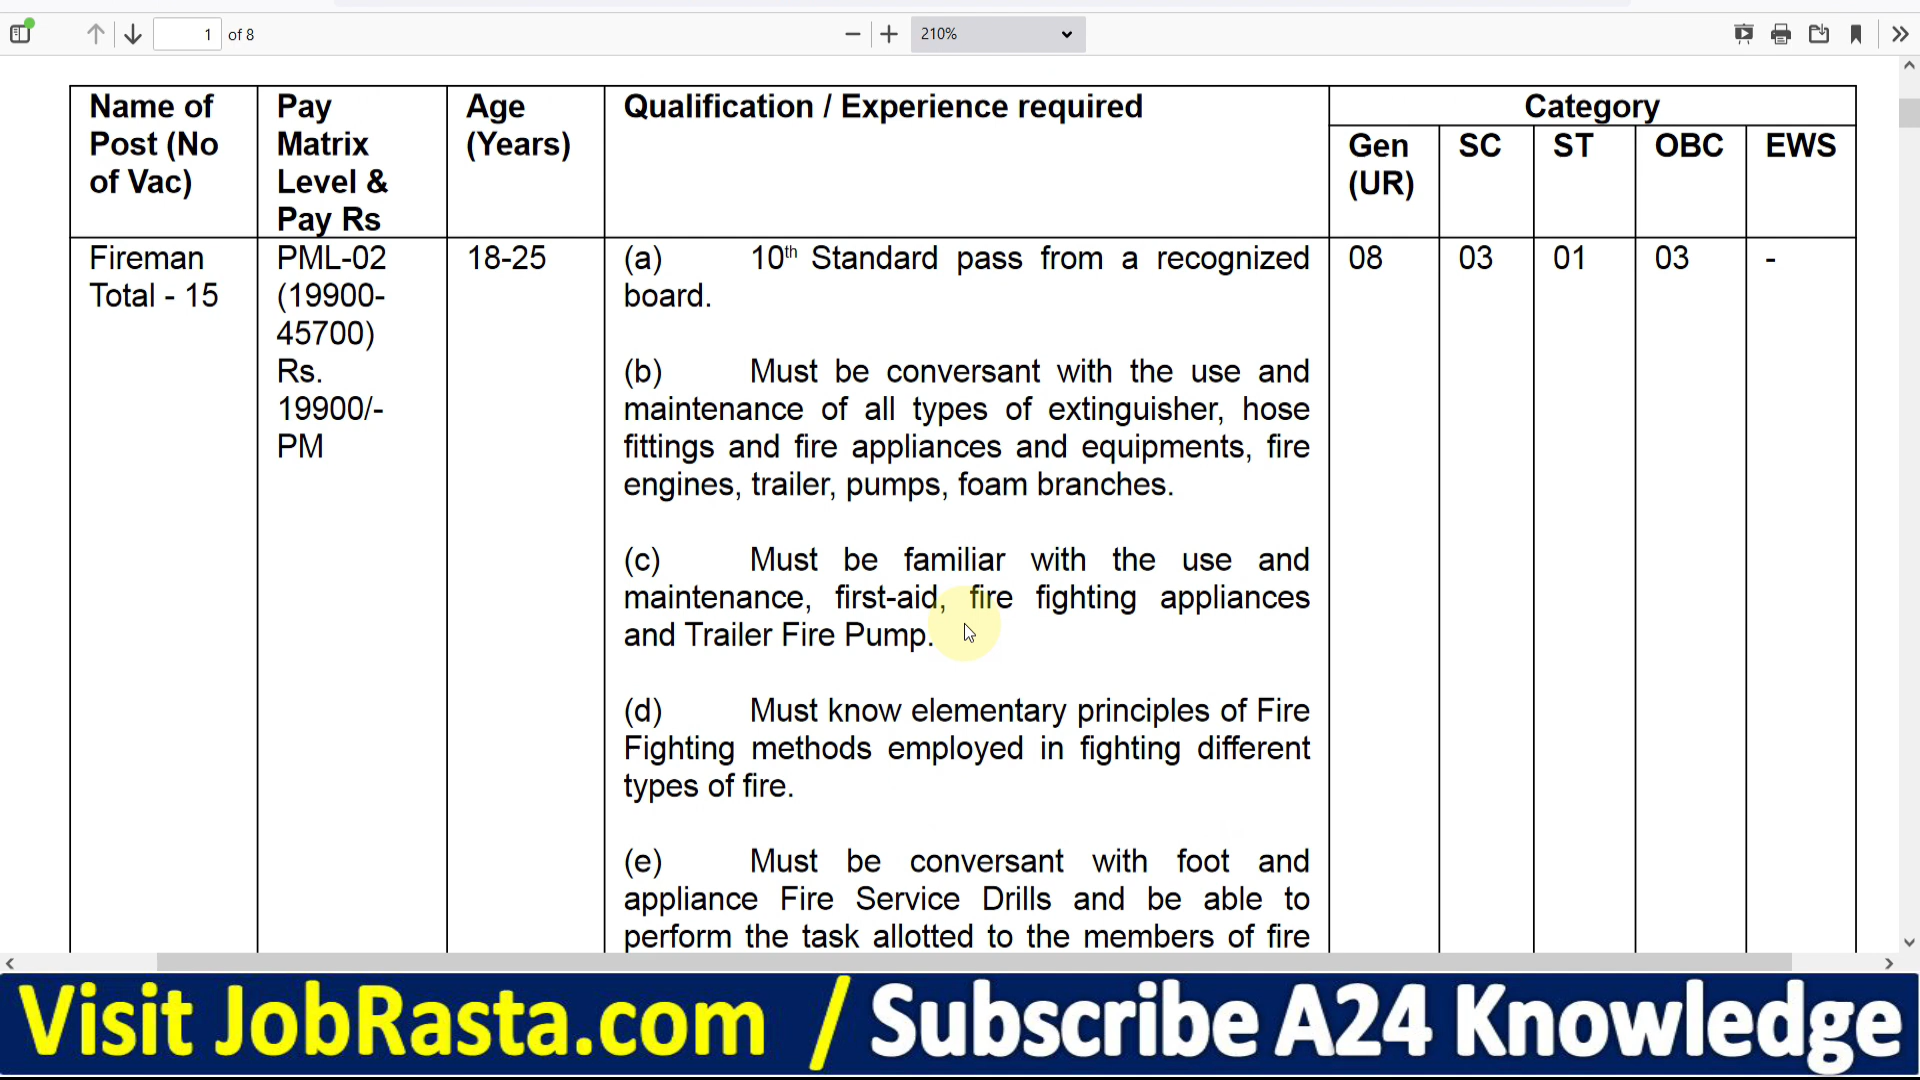 1 of 8
210%
Name of Post (No of Vac)
Pay Matrix Level & Pay Rs
Age (Years)
Qualification / Experience required
Category
Gen (UR)
SC
ST
OBC
EWS
Fireman
Total - 15
PML-02
(19900-
45700)
Rs.
19900/-
PM
18-25
(a) 10th Standard pass from a recognized
board.
(b) Must be conversant with the use and
maintenance of all types of extinguisher, hose
fittings and fire appliances and equipments, fire
engines, trailer, pumps, foam branches.
(c) Must be familiar with the use and
maintenance, first-aid, fire fighting appliances
and Trailer Fire Pump.
(d) Must know elementary principles of Fire
Fighting methods employed in fighting different
types of fire.
(e) Must be conversant with foot and
appliance Fire Service Drills and be able to
perform the task allotted to the members of fire
08
03
01
03
-
Visit JobRasta.com / Subscribe A24 Knowledge